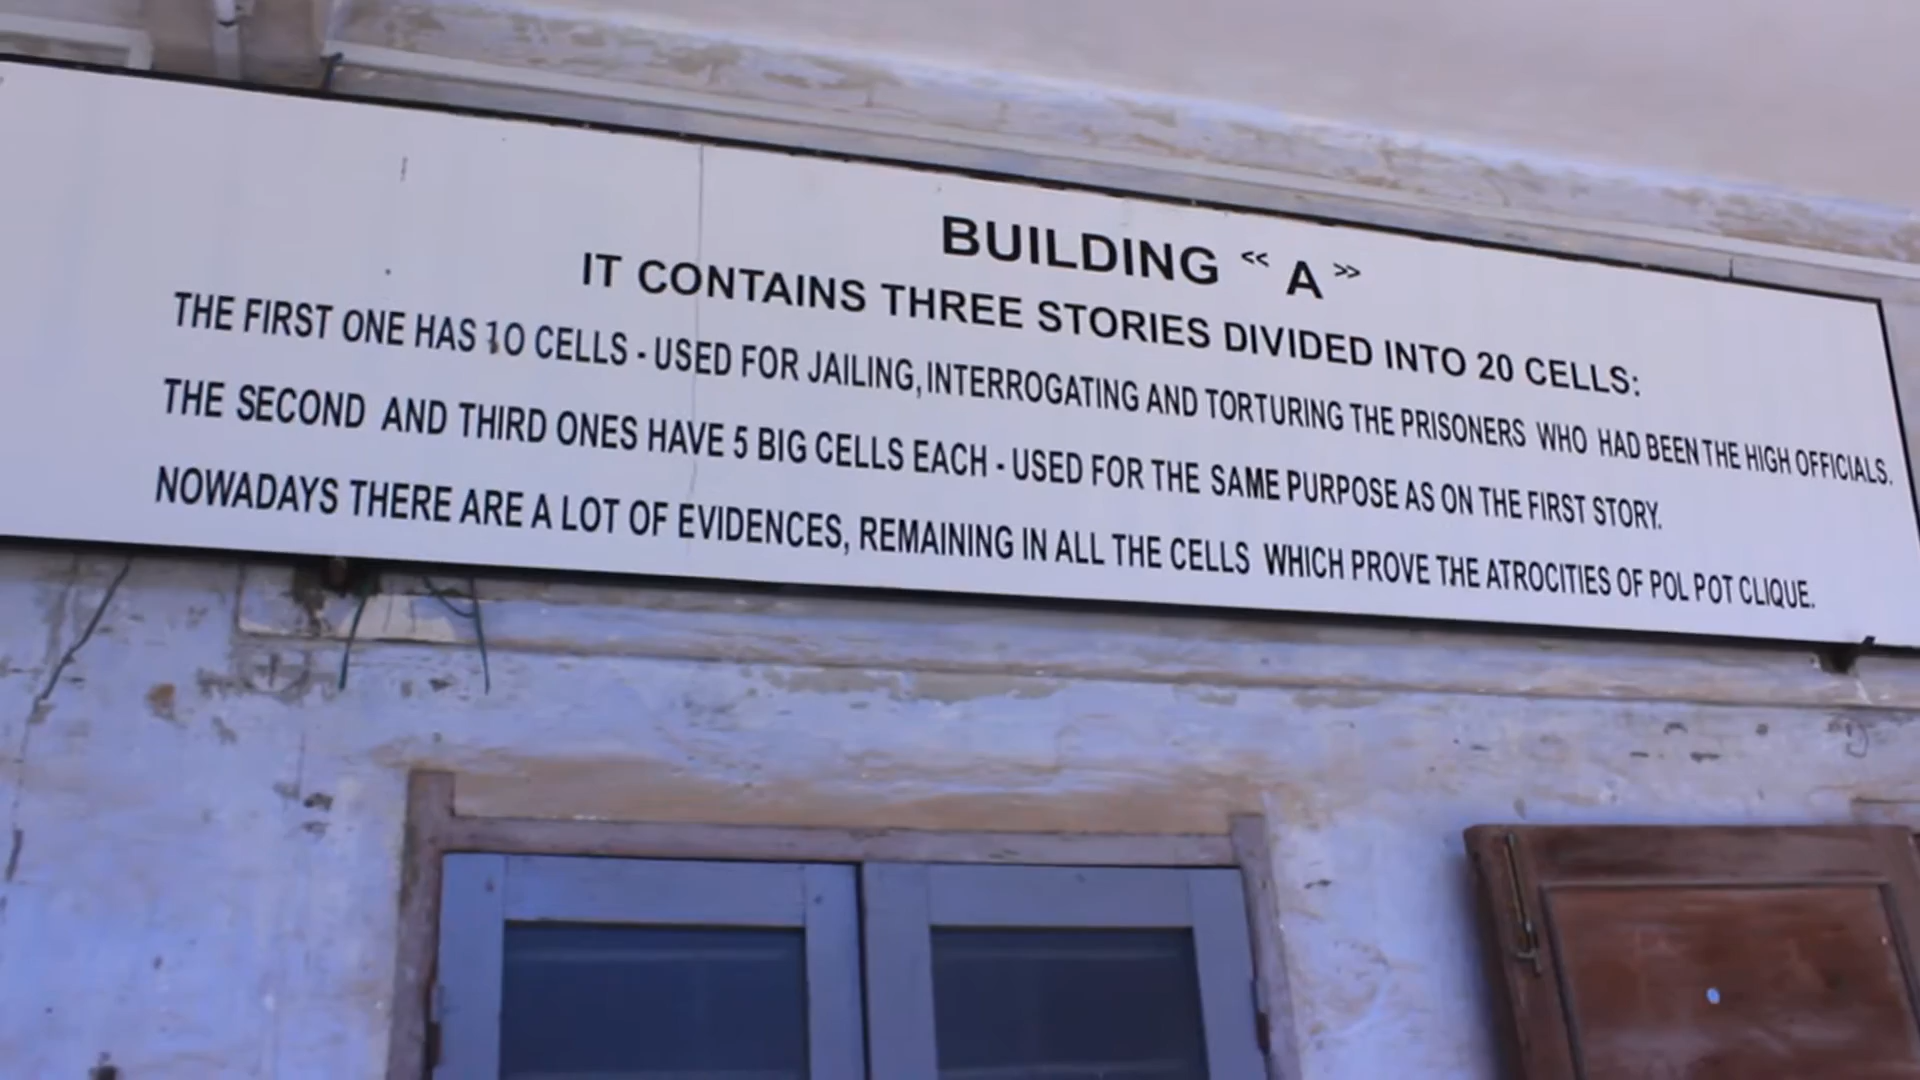 BUILDING << A >>
IT CONTAINS THREE STORIES DIVIDED INTO 20 CELLS:
THE FIRST ONE HAS 10 CELLS - USED FOR JAILING, INTERROGATING AND TORTURING THE PRISONERS WHO HAD BEEN THE HIGH OFFICIALS.
THE SECOND AND THIRD ONES HAVE 5 BIG CELLS EACH - USED FOR THE SAME PURPOSE AS ON THE FIRST STORY.
NOWADAYS THERE ARE A LOT OF EVIDENCES, REMAINING IN ALL THE CELLS WHICH PROVE THE ATROCITIES OF POL POT CLIQUE.